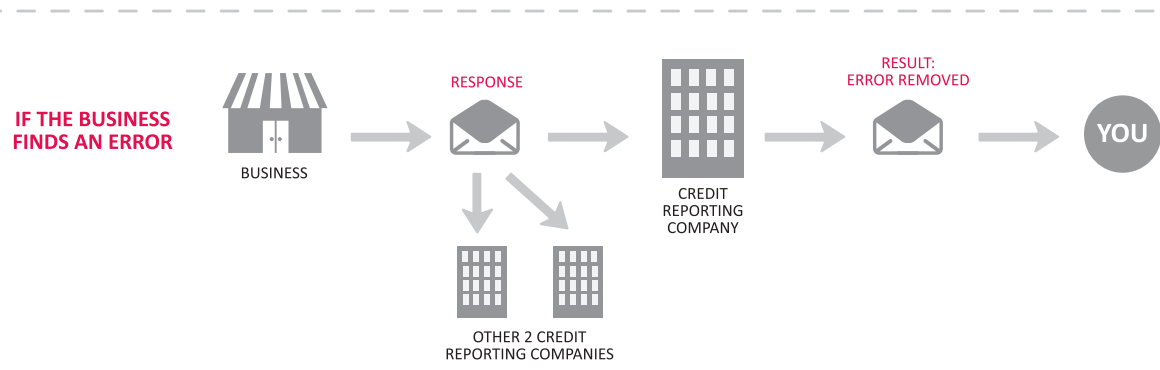 IF THE BUSINESS
FINDS AN ERROR
BUSINESS
RESPONSE
OTHER 2 CREDIT
REPORTING COMPANIES
CREDIT
REPORTING
COMPANY
RESULT:
ERROR REMOVED
YOU